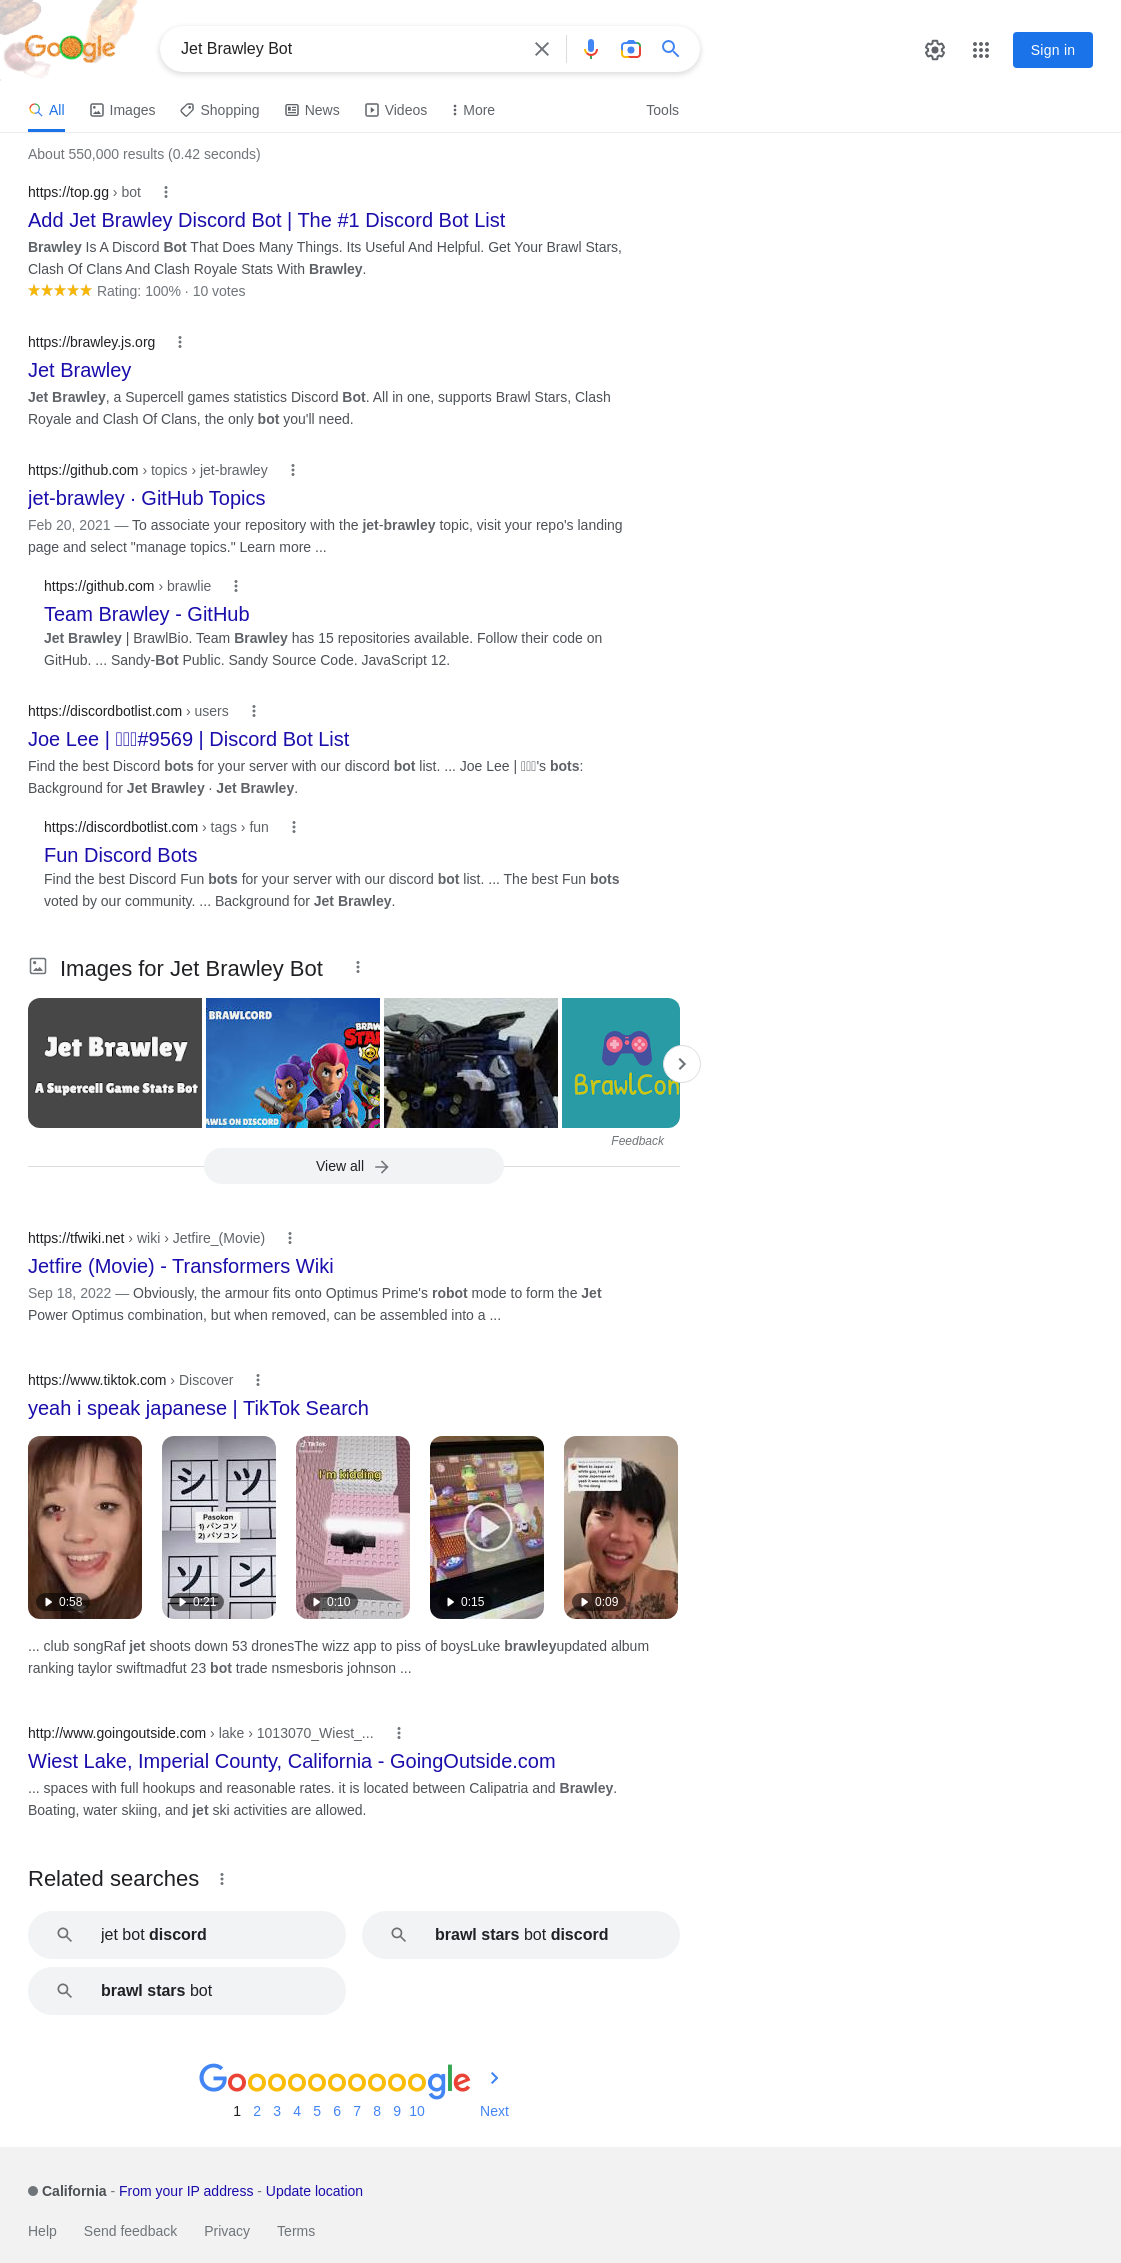 Google
Jet Brawley Bot
Sign in
All
Images
Shopping
News
Videos
More
Tools
About 550,000 results (0.42 seconds)
https://top.gg › bot
Add Jet Brawley Discord Bot | The #1 Discord Bot List
Brawley Is A Discord Bot That Does Many Things. Its Useful And Helpful. Get Your Brawl Stars,
Clash Of Clans And Clash Royale Stats With Brawley.
Rating: 100% · 10 votes
https://brawley.js.org
Jet Brawley
Jet Brawley, a Supercell games statistics Discord Bot. All in one, supports Brawl Stars, Clash
Royale and Clash Of Clans, the only bot you'll need.
https://github.com › topics › jet-brawley
jet-brawley · GitHub Topics
Feb 20, 2021 — To associate your repository with the jet-brawley topic, visit your repo's landing
page and select "manage topics." Learn more ...
https://github.com › brawlie
Team Brawley - GitHub
Jet Brawley | BrawlBio. Team Brawley has 15 repositories available. Follow their code on
GitHub. ... Sandy-Bot Public. Sandy Source Code. JavaScript 12.
https://discordbotlist.com › users
Joe Lee | #9569 | Discord Bot List
Find the best Discord bots for your server with our discord bot list. ... Joe Lee | 's bots:
Background for Jet Brawley · Jet Brawley.
https://discordbotlist.com › tags › fun
Fun Discord Bots
Find the best Discord Fun bots for your server with our discord bot list. ... The best Fun bots
voted by our community. ... Background for Jet Brawley.
Images for Jet Brawley Bot
Jet Brawley
A Supercell Game Stats Bot
BRAWLCORD
BRAW
STA
AWLS ON DISCORD
BrawlCon
Feedback
View all
https://tfwiki.net › wiki › Jetfire_(Movie)
Jetfire (Movie) - Transformers Wiki
Sep 18, 2022 — Obviously, the armour fits onto Optimus Prime's robot mode to form the Jet
Power Optimus combination, but when removed, can be assembled into a ...
https://www.tiktok.com › Discover
yeah i speak japanese | TikTok Search
シ ツ
Pasokon
1) パンコソ
2) パソコン
ソ ン
TikTok
I'm kidding
0:58
0:21
0:10
0:15
0:09
... club songRaf jet shoots down 53 dronesThe wizz app to piss of boysLuke brawleyupdated album
ranking taylor swiftmadfut 23 bot trade nsmesboris johnson ...
http://www.goingoutside.com › lake › 1013070_Wiest_...
Wiest Lake, Imperial County, California - GoingOutside.com
... spaces with full hookups and reasonable rates. it is located between Calipatria and Brawley.
Boating, water skiing, and jet ski activities are allowed.
Related searches
jet bot discord
brawl stars bot discord
brawl stars bot
Goooooooooogle
1 2 3 4 5 6 7 8 9 10 Next
California - From your IP address - Update location
Help Send feedback Privacy Terms